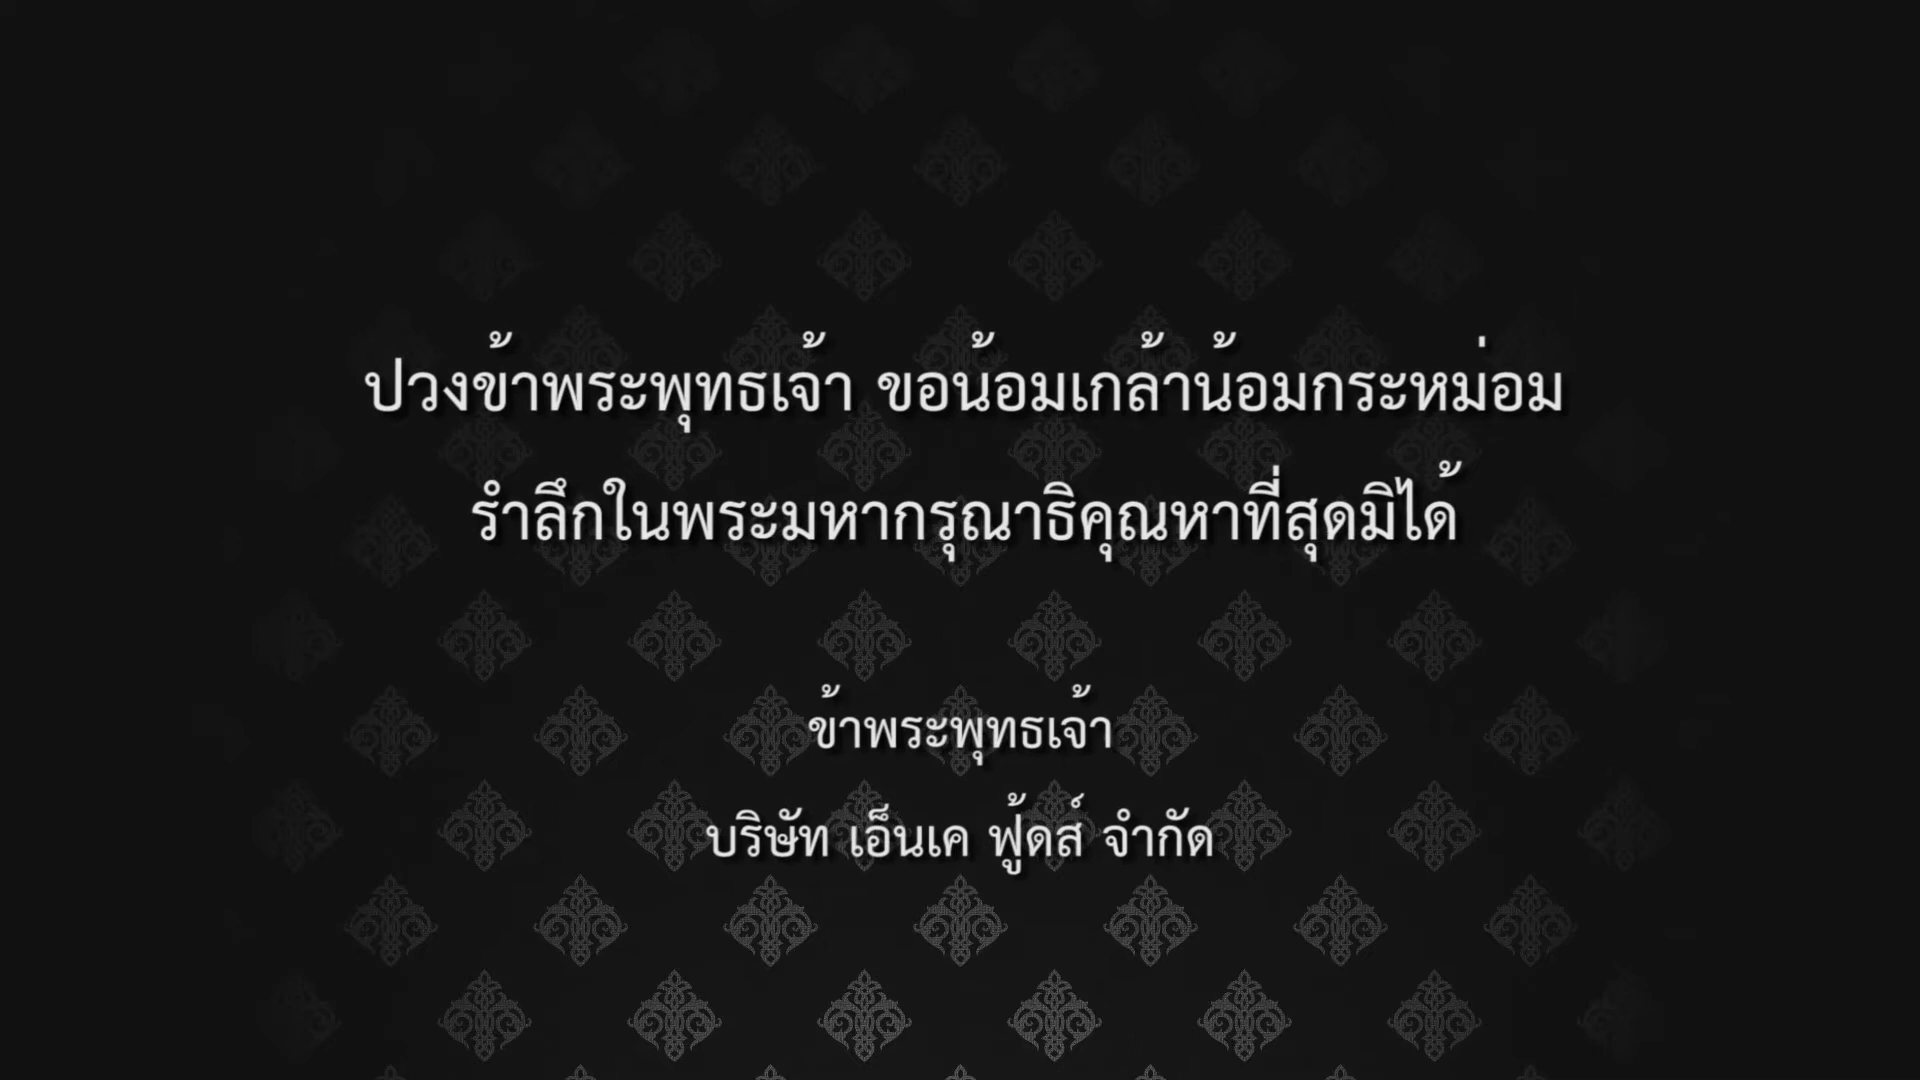 ปวงข้าพระพุทธเจ้า ขอน้อมเกล้าน้อมกระหม่อม
รำลึกในพระมหากรุณาธิคุณหาที่สุดมิได้
ข้าพระพุทธเจ้า
บริษัท เอ็นเค ฟู้ดส์ จำกัด